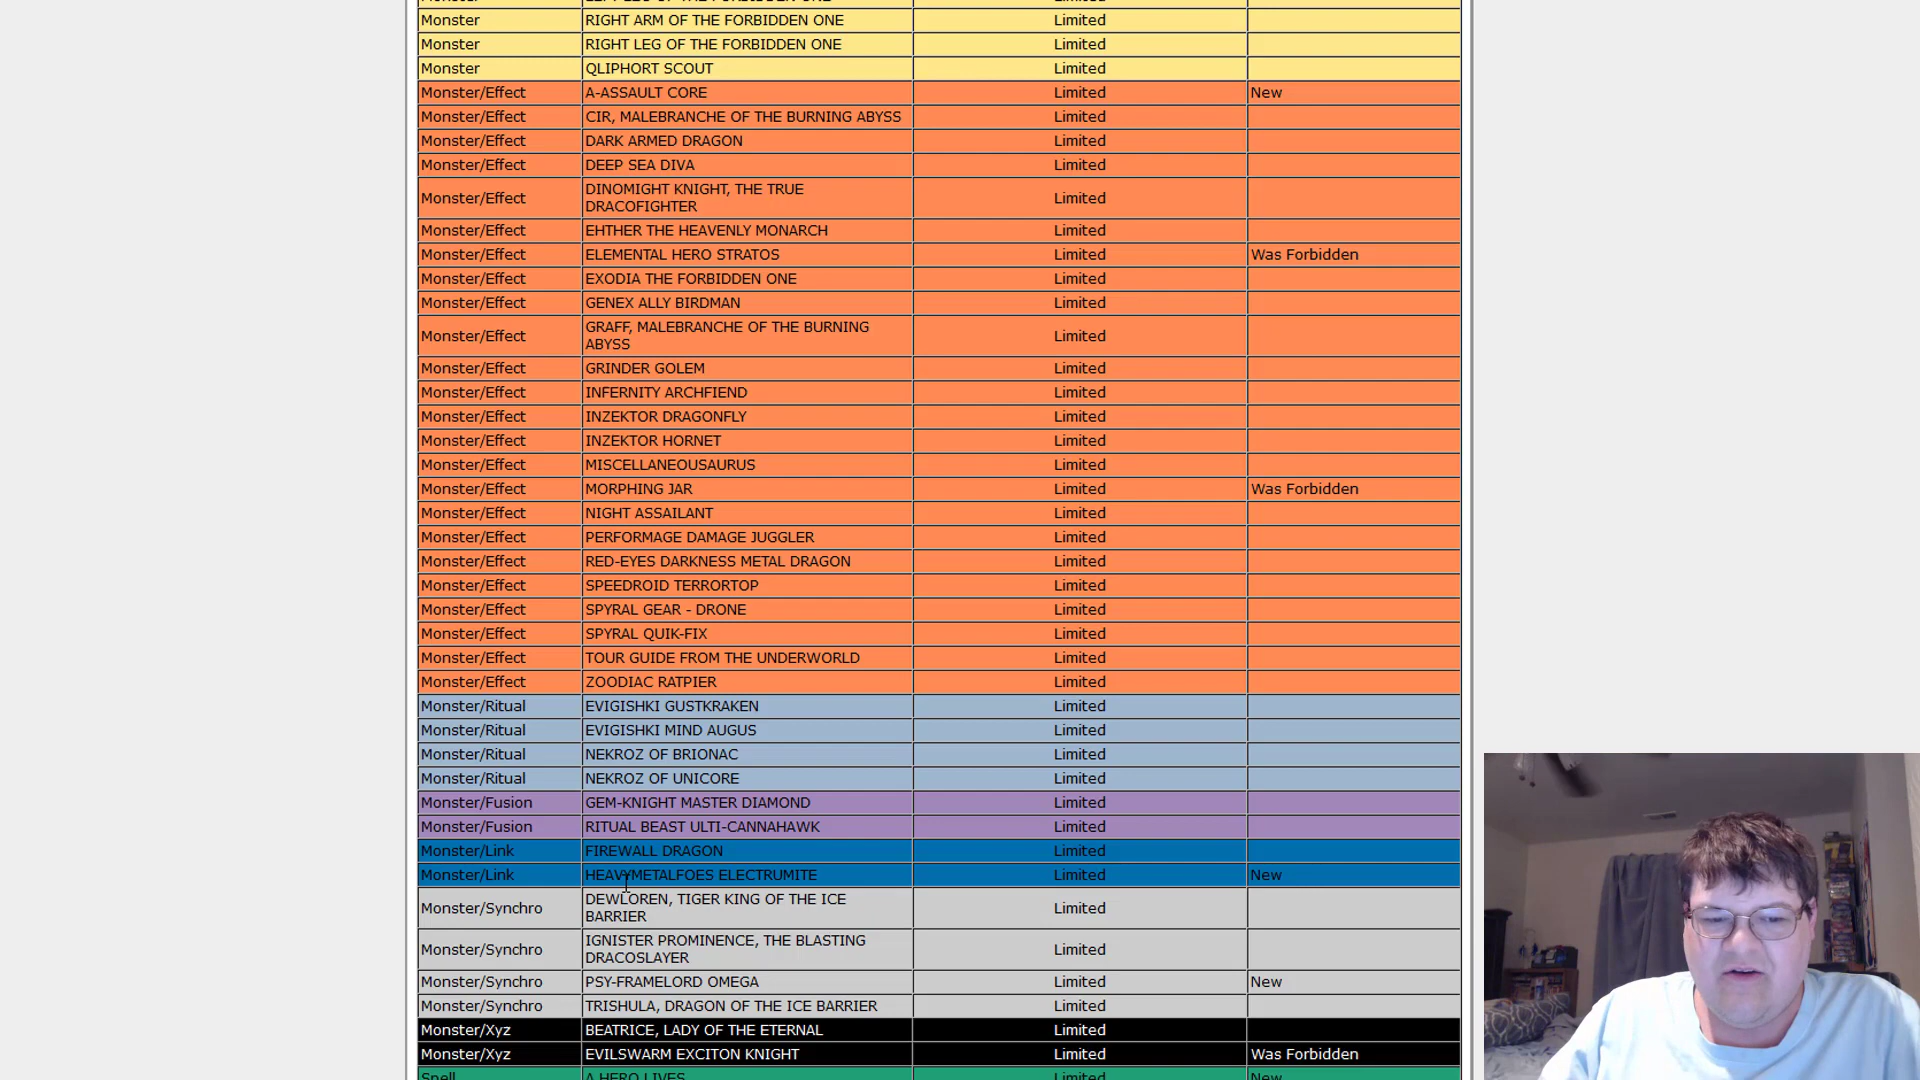 Monster RIGHT ARM OF THE FORBIDDEN ONE Limited
Monster RIGHT LEG OF THE FORBIDDEN ONE Limited
Monster QLIPHORT SCOUT Limited
Monster/Effect A-ASSAULT CORE Limited New
Monster/Effect CIR, MALEBRANCHE OF THE BURNING ABYSS Limited
Monster/Effect DARK ARMED DRAGON Limited
Monster/Effect DEEP SEA DIVA Limited
Monster/Effect DINOMIGHT KNIGHT, THE TRUE
DRACOFIGHTER Limited
Monster/Effect EHTHER THE HEAVENLY MONARCH Limited
Monster/Effect ELEMENTAL HERO STRATOS Limited Was Forbidden
Monster/Effect EXODIA THE FORBIDDEN ONE Limited
Monster/Effect GENEX ALLY BIRDMAN Limited
Monster/Effect GRAFF, MALEBRANCHE OF THE BURNING
ABYSS Limited
Monster/Effect GRINDER GOLEM Limited
Monster/Effect INFERNITY ARCHFIEND Limited
Monster/Effect INZEKTOR DRAGONFLY Limited
Monster/Effect INZEKTOR HORNET Limited
Monster/Effect MISCELLANEOUSAURUS Limited
Monster/Effect MORPHING JAR Limited Was Forbidden
Monster/Effect NIGHT ASSAILANT Limited
Monster/Effect PERFORMAGE DAMAGE JUGGLER Limited
Monster/Effect RED-EYES DARKNESS METAL DRAGON Limited
Monster/Effect SPEEDROID TERRORTOP Limited
Monster/Effect SPYRAL GEAR - DRONE Limited
Monster/Effect SPYRAL QUIK-FIX Limited
Monster/Effect TOUR GUIDE FROM THE UNDERWORLD Limited
Monster/Effect ZOODIAC RATPIER Limited
Monster/Ritual EVIGISHKI GUSTKRAKEN Limited
Monster/Ritual EVIGISHKI MIND AUGUS Limited
Monster/Ritual NEKROZ OF BRIONAC Limited
Monster/Ritual NEKROZ OF UNICORE Limited
Monster/Fusion GEM-KNIGHT MASTER DIAMOND Limited
Monster/Fusion RITUAL BEAST ULTI-CANNAHAWK Limited
Monster/Link FIREWALL DRAGON Limited
Monster/Link HEAVYMETALFOES ELECTRUMITE Limited New
Monster/Synchro DEWLOREN, TIGER KING OF THE ICE
BARRIER Limited
Monster/Synchro IGNISTER PROMINENCE, THE BLASTING
DRACOSLAYER Limited
Monster/Synchro PSY-FRAMELORD OMEGA Limited New
Monster/Synchro TRISHULA, DRAGON OF THE ICE BARRIER Limited
Monster/Xyz BEATRICE, LADY OF THE ETERNAL Limited
Monster/Xyz EVILSWARM EXCITON KNIGHT Limited Was Forbidden
Spell A HERO LIVES Limited New